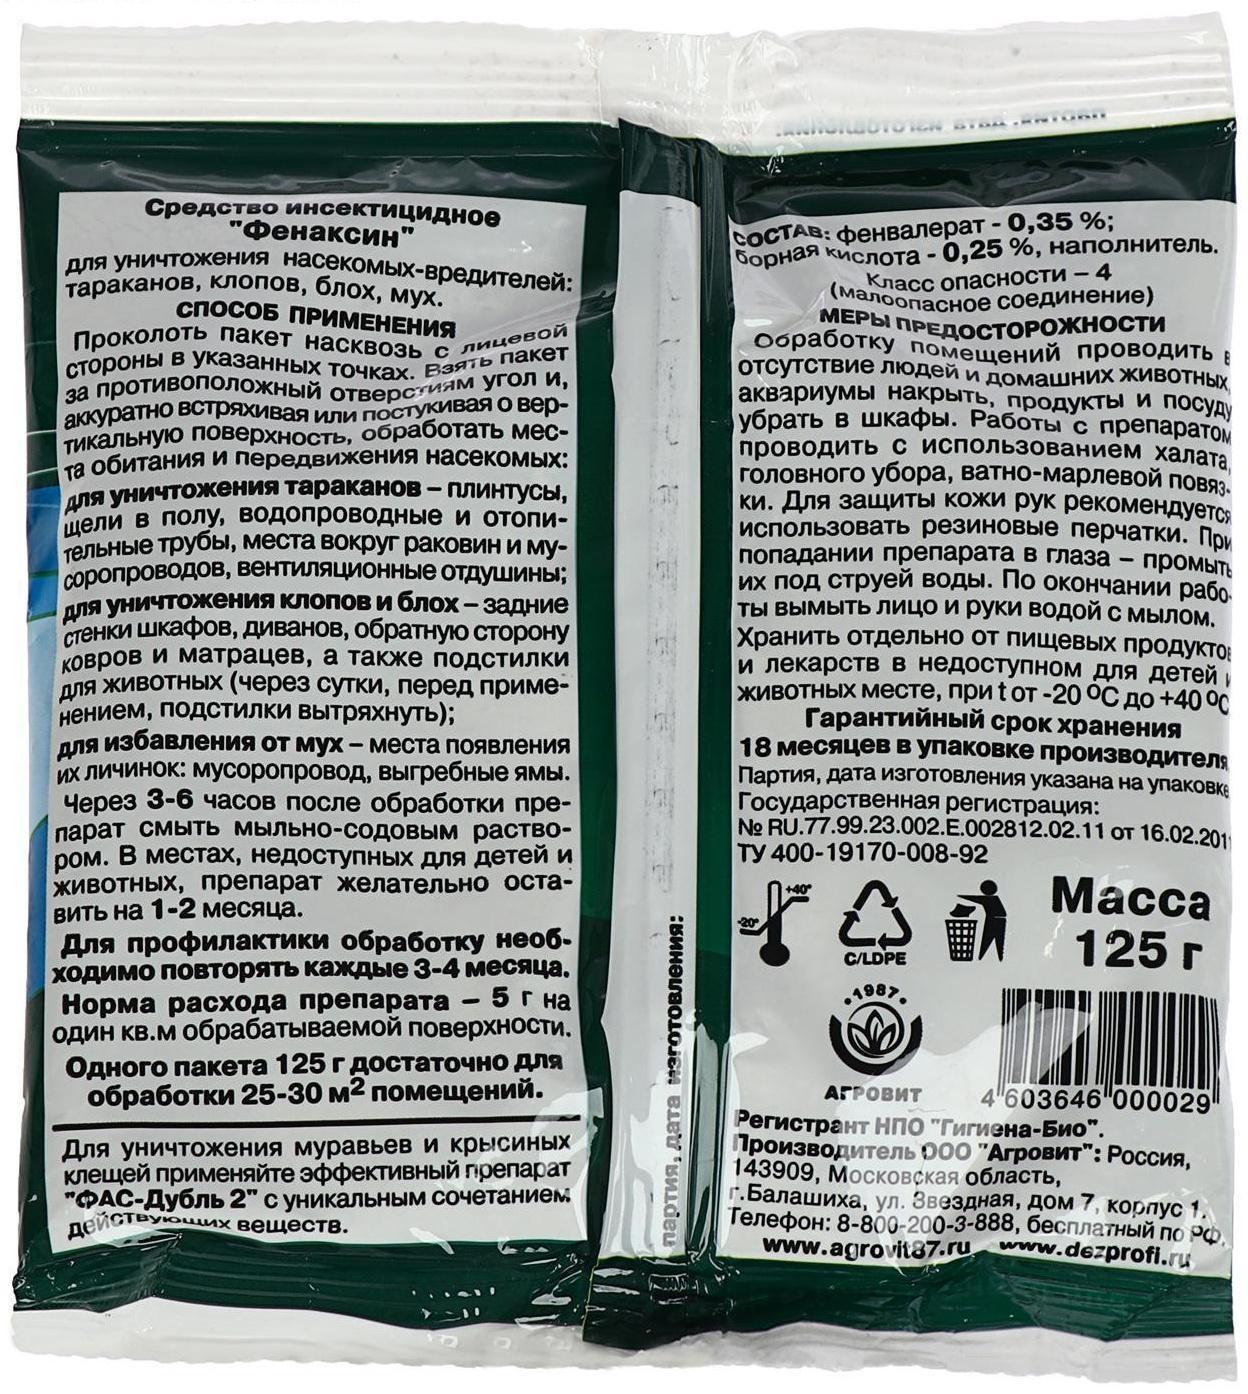 Средство инсектицидное
"Фенаксин"
для уничтожения насекомых-вредителей:
тараканов, клопов, блох, мух.
СПОСОБ ПРИМЕНЕНИЯ
Проколоть пакет насквозь с лицевой
стороны в указанных точках. Взять пакет
за противоположный отверстиям угол и,
аккуратно встряхивая или постукивая о вер-
тикальную поверхность, обработать мес-
та обитания и передвижения насекомых:
для уничтожения тараканов – плинтусы,
щели в полу, водопроводные и отопи-
тельные трубы, места вокруг раковин и му-
соропроводов, вентиляционные отдушины;
для уничтожения клопов и блох – задние
стенки шкафов, диванов, обратную сторону
ковров и матрацев, а также подстилки
для животных (через сутки, перед приме-
нением, подстилки вытряхнуть);
для избавления от мух – места появления
их личинок: мусоропровод, выгребные ямы.
Через 3-6 часов после обработки пре-
парат смыть мыльно-содовым раство-
ром. В местах, недоступных для детей и
животных, препарат желательно оста-
вить на 1-2 месяца.
Для профилактики обработку необ-
ходимо повторять каждые 3-4 месяца.
Норма расхода препарата – 5 г на
один кв.м обрабатываемой поверхности.
Одного пакета 125 г достаточно для
обработки 25-30 м2 помещений.
Для уничтожения муравьев и крысиных
клещей применяйте эффективный препарат
"ФАС-Дубль 2" с уникальным сочетанием
действующих веществ.
партия, дата изготовления:
партия, дата изготовления:
СОСТАВ: фенвалерат - 0,35 %;
борная кислота - 0,25 %, наполнитель.
Класс опасности – 4
(малоопасное соединение)
МЕРЫ ПРЕДОСТОРОЖНОСТИ
Обработку помещений проводить в
отсутствие людей и домашних животных,
аквариумы накрыть, продукты и посуду
убрать в шкафы. Работы с препаратом
проводить с использованием халата,
головного убора, ватно-марлевой повяз-
ки. Для защиты кожи рук рекомендуется
использовать резиновые перчатки. При
попадании препарата в глаза – промыть
их под струей воды. По окончании рабо-
ты вымыть лицо и руки водой с мылом.
Хранить отдельно от пищевых продуктов
и лекарств в недоступном для детей и
животных месте, при t от -20 ºС до +40 ºС
Гарантийный срок хранения
18 месяцев в упаковке производителя.
Партия, дата изготовления указана на упаковке
Государственная регистрация:
№ RU.77.99.23.002.Е.002812.02.11 от 16.02.2011
ТУ 400-19170-008-92
+40°
-20°
C/LDPE
Масса
125 г
·1987·
АГРОВИТ
4 603646 000029
Регистрант НПО "Гигиена-Био".
Производитель ООО "Агровит": Россия,
143909, Московская область,
г.Балашиха, ул. Звездная, дом 7, корпус 1.
Телефон: 8-800-200-3-888, бесплатный по РФ.
www.agrovit87.ru www.dezprofi.ru